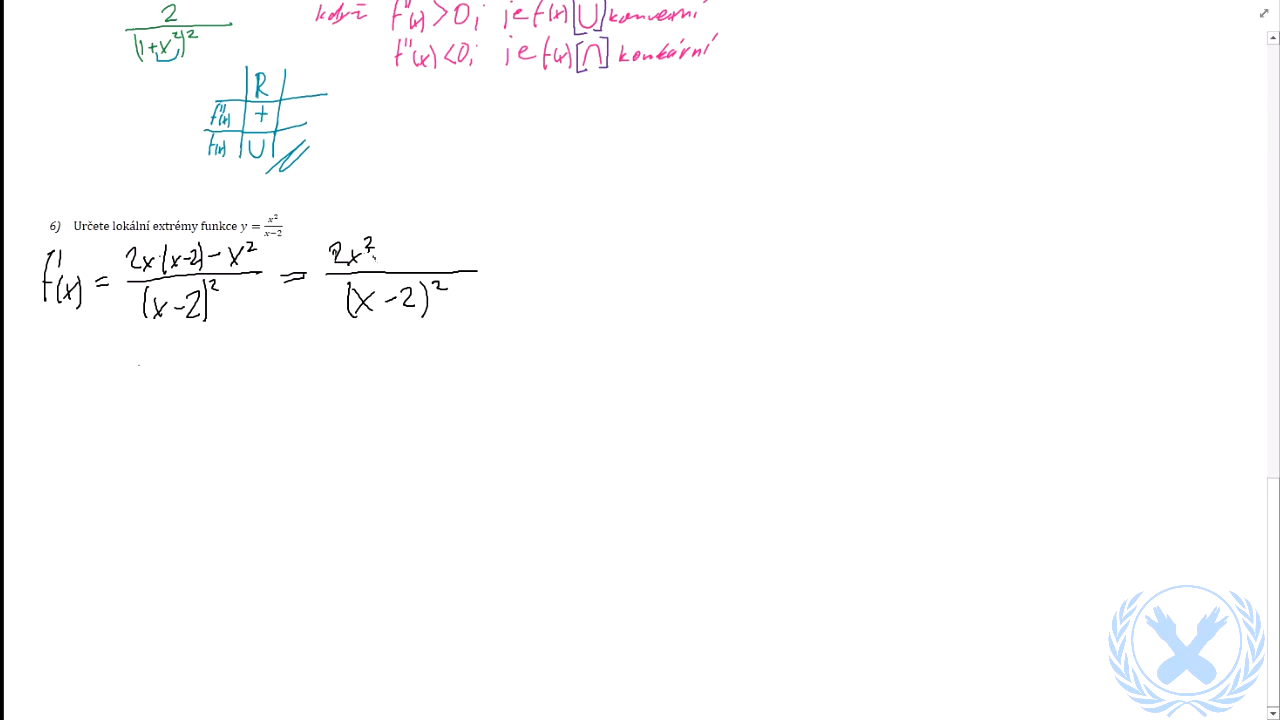 2 / (1+x²)²
když f''(x) > 0; je f(x) [∪] konvexní
f''(x) < 0; je f(x) [∩] konkávní
R
f''(x) +
f(x) ∪
6) Určete lokální extrémy funkce y = x²/(x−2)
f'(x) = (2x·(x-2) − x²) / (x−2)² = 2x² / (x−2)²